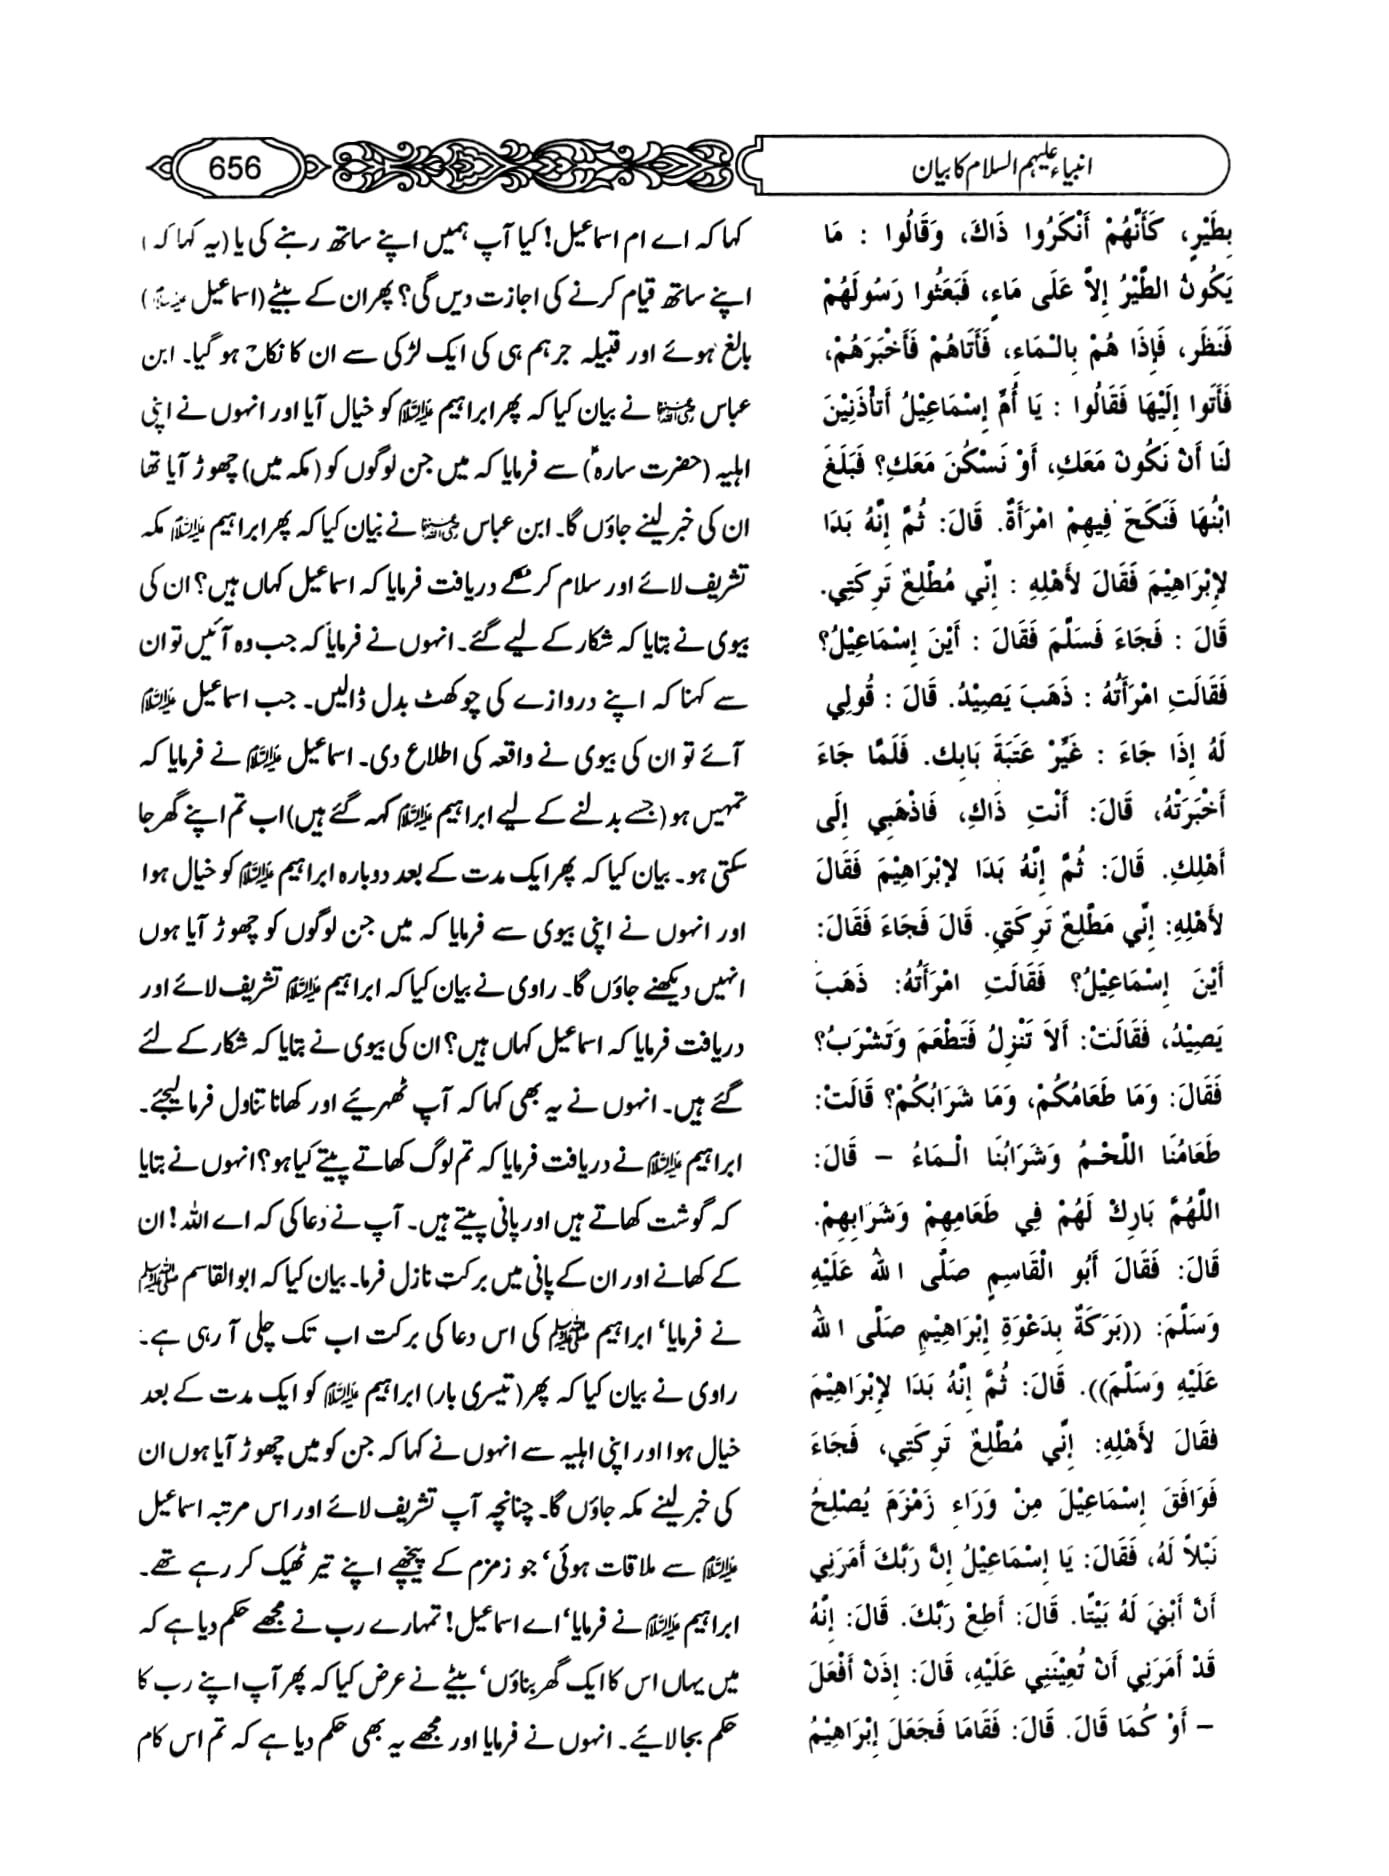 انبیاء علیہم السلام کا بیان
656
بِطَيْرٍ، كَأَنَّهُمْ أَنْكَرُوا ذَاكَ، وَقَالُوا : مَا
يَكُونُ الطَّيْرُ إِلاَّ عَلَى مَاءٍ، فَبَعَثُوا رَسُولَهُمْ
فَنَظَرَ، فَإِذَا هُمْ بِالْـمَاءِ، فَأَتَاهُمْ فَأَخْبَرَهُمْ،
فَأَتَوا إِلَيْهَا فَقَالُوا : يَا أُمَّ إِسْمَاعِيْلُ أَتَأْذَنِيْنَ
لَنَا أَنْ نَكُونَ مَعَكِ، أَوْ نَسْكُنَ مَعَكِ؟ فَبَلَغَ
ابْنُهَا فَنَكَحَ فِيهِمْ امْرَأَةً. قَالَ: ثُمَّ إِنَّهُ بَدَا
لإِبْرَاهِيْمَ فَقَالَ لأَهْلِهِ : إِنِّي مُطَّلِعٌ تَرِكَتِي.
قَالَ : فَجَاءَ فَسَلَّمَ فَقَالَ : أَيْنَ إِسْمَاعِيْلُ؟
فَقَالَتِ امْرَأَتُهُ : ذَهَبَ يَصِيْدُ. قَالَ : قُولِي
لَهُ إِذَا جَاءَ : غَيِّرْ عَتَبَةَ بَابِكَ. فَلَمَّا جَاءَ
أَخْبَرَتْهُ، قَالَ: أَنْتِ ذَاكِ، فَاذْهَبِي إِلَى
أَهْلِكِ. قَالَ: ثُمَّ إِنَّهُ بَدَا لإِبْرَاهِيْمَ فَقَالَ
لأَهْلِهِ: إِنِّي مَطَّلِعٌ تَرِكَتِي. قَالَ فَجَاءَ فَقَالَ:
أَيْنَ إِسْمَاعِيْلُ؟ فَقَالَتِ امْرَأَتُهُ: ذَهَبَ
يَصِيْدُ، فَقَالَتْ: أَلاَ تَنْزِلُ فَتَطْعَمَ وَتَشْرَبُ؟
فَقَالَ: وَمَا طَعَامُكُمْ، وَمَا شَرَابُكُمْ؟ قَالَتْ:
طَعَامُنَا اللَّحْـمُ وَشَرَابُنَا الْـمَاءُ – قَالَ:
اللَّهُمَّ بَارِكْ لَهُمْ فِي طَعَامِهِمْ وَشَرَابِهِمْ.
قَالَ: فَقَالَ أَبُو الْقَاسِمِ صَلَّى اللهُ عَلَيْهِ
وَسَلَّمَ: ((بَرَكَةٌ بِدَعْوَةِ إِبْرَاهِيْمِ صَلَّى اللهُ
عَلَيْهِ وَسَلَّمَ)). قَالَ: ثُمَّ إِنَّهُ بَدَا لإِبْرَاهِيْمَ
فَقَالَ لأَهْلِهِ: إِنِّي مُطَّلِعٌ تَرِكَتِي، فَجَاءَ
فَوَافَقَ إِسْمَاعِيْلَ مِنْ وَرَاءِ زَمْزَمَ يُصْلِحُ
نَبْلاً لَهُ، فَقَالَ: يَا إِسْمَاعِيْلُ إِنَّ رَبَّكَ أَمَرَنِي
أَنْ أَبْنِيَ لَهُ بَيْتًا. قَالَ: أَطِعْ رَبَّكَ. قَالَ: إِنَّهُ
قَدْ أَمَرَنِي أَنْ تُعِيْنَنِي عَلَيْهِ، قَالَ: إِذَنْ أَفْعَلَ
– أَوْ كَمَا قَالَ. قَالَ: فَقَامَا فَجَعَلَ إِبْرَاهِيْمُ
کہا کہ اے ام اسماعیل! کیا آپ ہمیں اپنے ساتھ رہنے کی یا (یہ کہا کہ )
اپنے ساتھ قیام کرنے کی اجازت دیں گی؟ پھر ان کے بیٹے (اسماعیل علیہ السلام)
بالغ ہوئے اور قبیلہ جرہم ہی کی ایک لڑکی سے ان کا نکاح ہو گیا۔ ابن
عباس رضی اللہ عنہما نے بیان کیا کہ پھر ابراہیم علیہ السلام کو خیال آیا اور انہوں نے اپنی
اہلیہ (حضرت سارہؑ) سے فرمایا کہ میں جن لوگوں کو (مکہ میں) چھوڑ آیا تھا
ان کی خبر لینے جاؤں گا۔ ابن عباس رضی اللہ عنہما نے بیان کیا کہ پھر ابراہیم علیہ السلام مکہ
تشریف لائے اور سلام کر کے دریافت فرمایا کہ اسماعیل کہاں ہیں؟ ان کی
بیوی نے بتایا کہ شکار کے لیے گئے۔ انہوں نے فرمایا کہ جب وہ آئیں تو ان
سے کہنا کہ اپنے دروازے کی چوکھٹ بدل ڈالیں۔ جب اسماعیل علیہ السلام
آئے تو ان کی بیوی نے واقعہ کی اطلاع دی۔ اسماعیل علیہ السلام نے فرمایا کہ
تمہیں ہو (جسے بدلنے کے لیے ابراہیم علیہ السلام کہہ گئے ہیں) اب تم اپنے گھر جا
سکتی ہو۔ بیان کیا کہ پھر ایک مدت کے بعد دوبارہ ابراہیم علیہ السلام کو خیال ہوا
اور انہوں نے اپنی بیوی سے فرمایا کہ میں جن لوگوں کو چھوڑ آیا ہوں
انہیں دیکھنے جاؤں گا۔ راوی نے بیان کیا کہ ابراہیم علیہ السلام تشریف لائے اور
دریافت فرمایا کہ اسماعیل کہاں ہیں؟ ان کی بیوی نے بتایا کہ شکار کے لئے
گئے ہیں۔ انہوں نے یہ بھی کہا کہ آپ ٹھہریئے اور کھانا تناول فرما لیجئے۔
ابراہیم علیہ السلام نے دریافت فرمایا کہ تم لوگ کھاتے پیتے کیا ہو؟ انہوں نے بتایا
کہ گوشت کھاتے ہیں اور پانی پیتے ہیں۔ آپ نے دعا کی کہ اے اللہ! ان
کے کھانے اور ان کے پانی میں برکت نازل فرما۔ بیان کیا کہ ابوالقاسم ﷺ
نے فرمایا' ابراہیم ﷺ کی اس دعا کی برکت اب تک چلی آ رہی ہے۔
راوی نے بیان کیا کہ پھر (تیسری بار) ابراہیم علیہ السلام کو ایک مدت کے بعد
خیال ہوا اور اپنی اہلیہ سے انہوں نے کہا کہ جن کو میں چھوڑ آیا ہوں ان
کی خبر لینے مکہ جاؤں گا۔ چنانچہ آپ تشریف لائے اور اس مرتبہ اسماعیل
علیہ السلام سے ملاقات ہوئی' جو زمزم کے پیچھے اپنے تیر ٹھیک کر رہے تھے۔
ابراہیم علیہ السلام نے فرمایا' اے اسماعیل! تمہارے رب نے مجھے حکم دیا ہے کہ
میں یہاں اس کا ایک گھر بناؤں' بیٹے نے عرض کیا کہ پھر آپ اپنے رب کا
حکم بجا لائیے۔ انہوں نے فرمایا اور مجھے یہ بھی حکم دیا ہے کہ تم اس کام